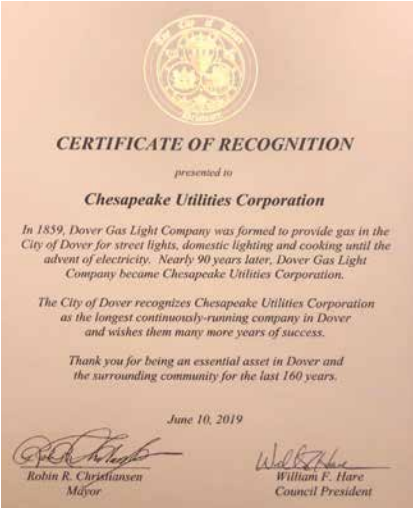 The City of Dover
Delaware
CERTIFICATE OF RECOGNITION
presented to
Chesapeake Utilities Corporation
In 1859, Dover Gas Light Company was formed to provide gas in the
City of Dover for street lights, domestic lighting and cooking until the
advent of electricity. Nearly 90 years later, Dover Gas Light
Company became Chesapeake Utilities Corporation.
The City of Dover recognizes Chesapeake Utilities Corporation
as the longest continuously-running company in Dover
and wishes them many more years of success.
Thank you for being an essential asset in Dover and
the surrounding community for the last 160 years.
June 10, 2019
Robin R. Christiansen
Mayor
William F. Hare
Council President